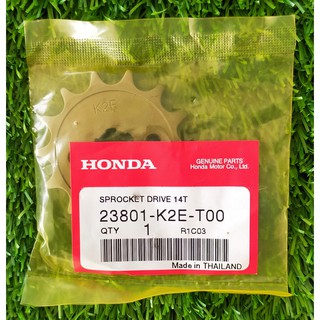 K2E
HONDA
GENUINE PARTS
Honda Motor Co., Ltd.
SPROCKET DRIVE 14T
23801-K2E-T00
QTY 1 R1C03
Made in THAILAND